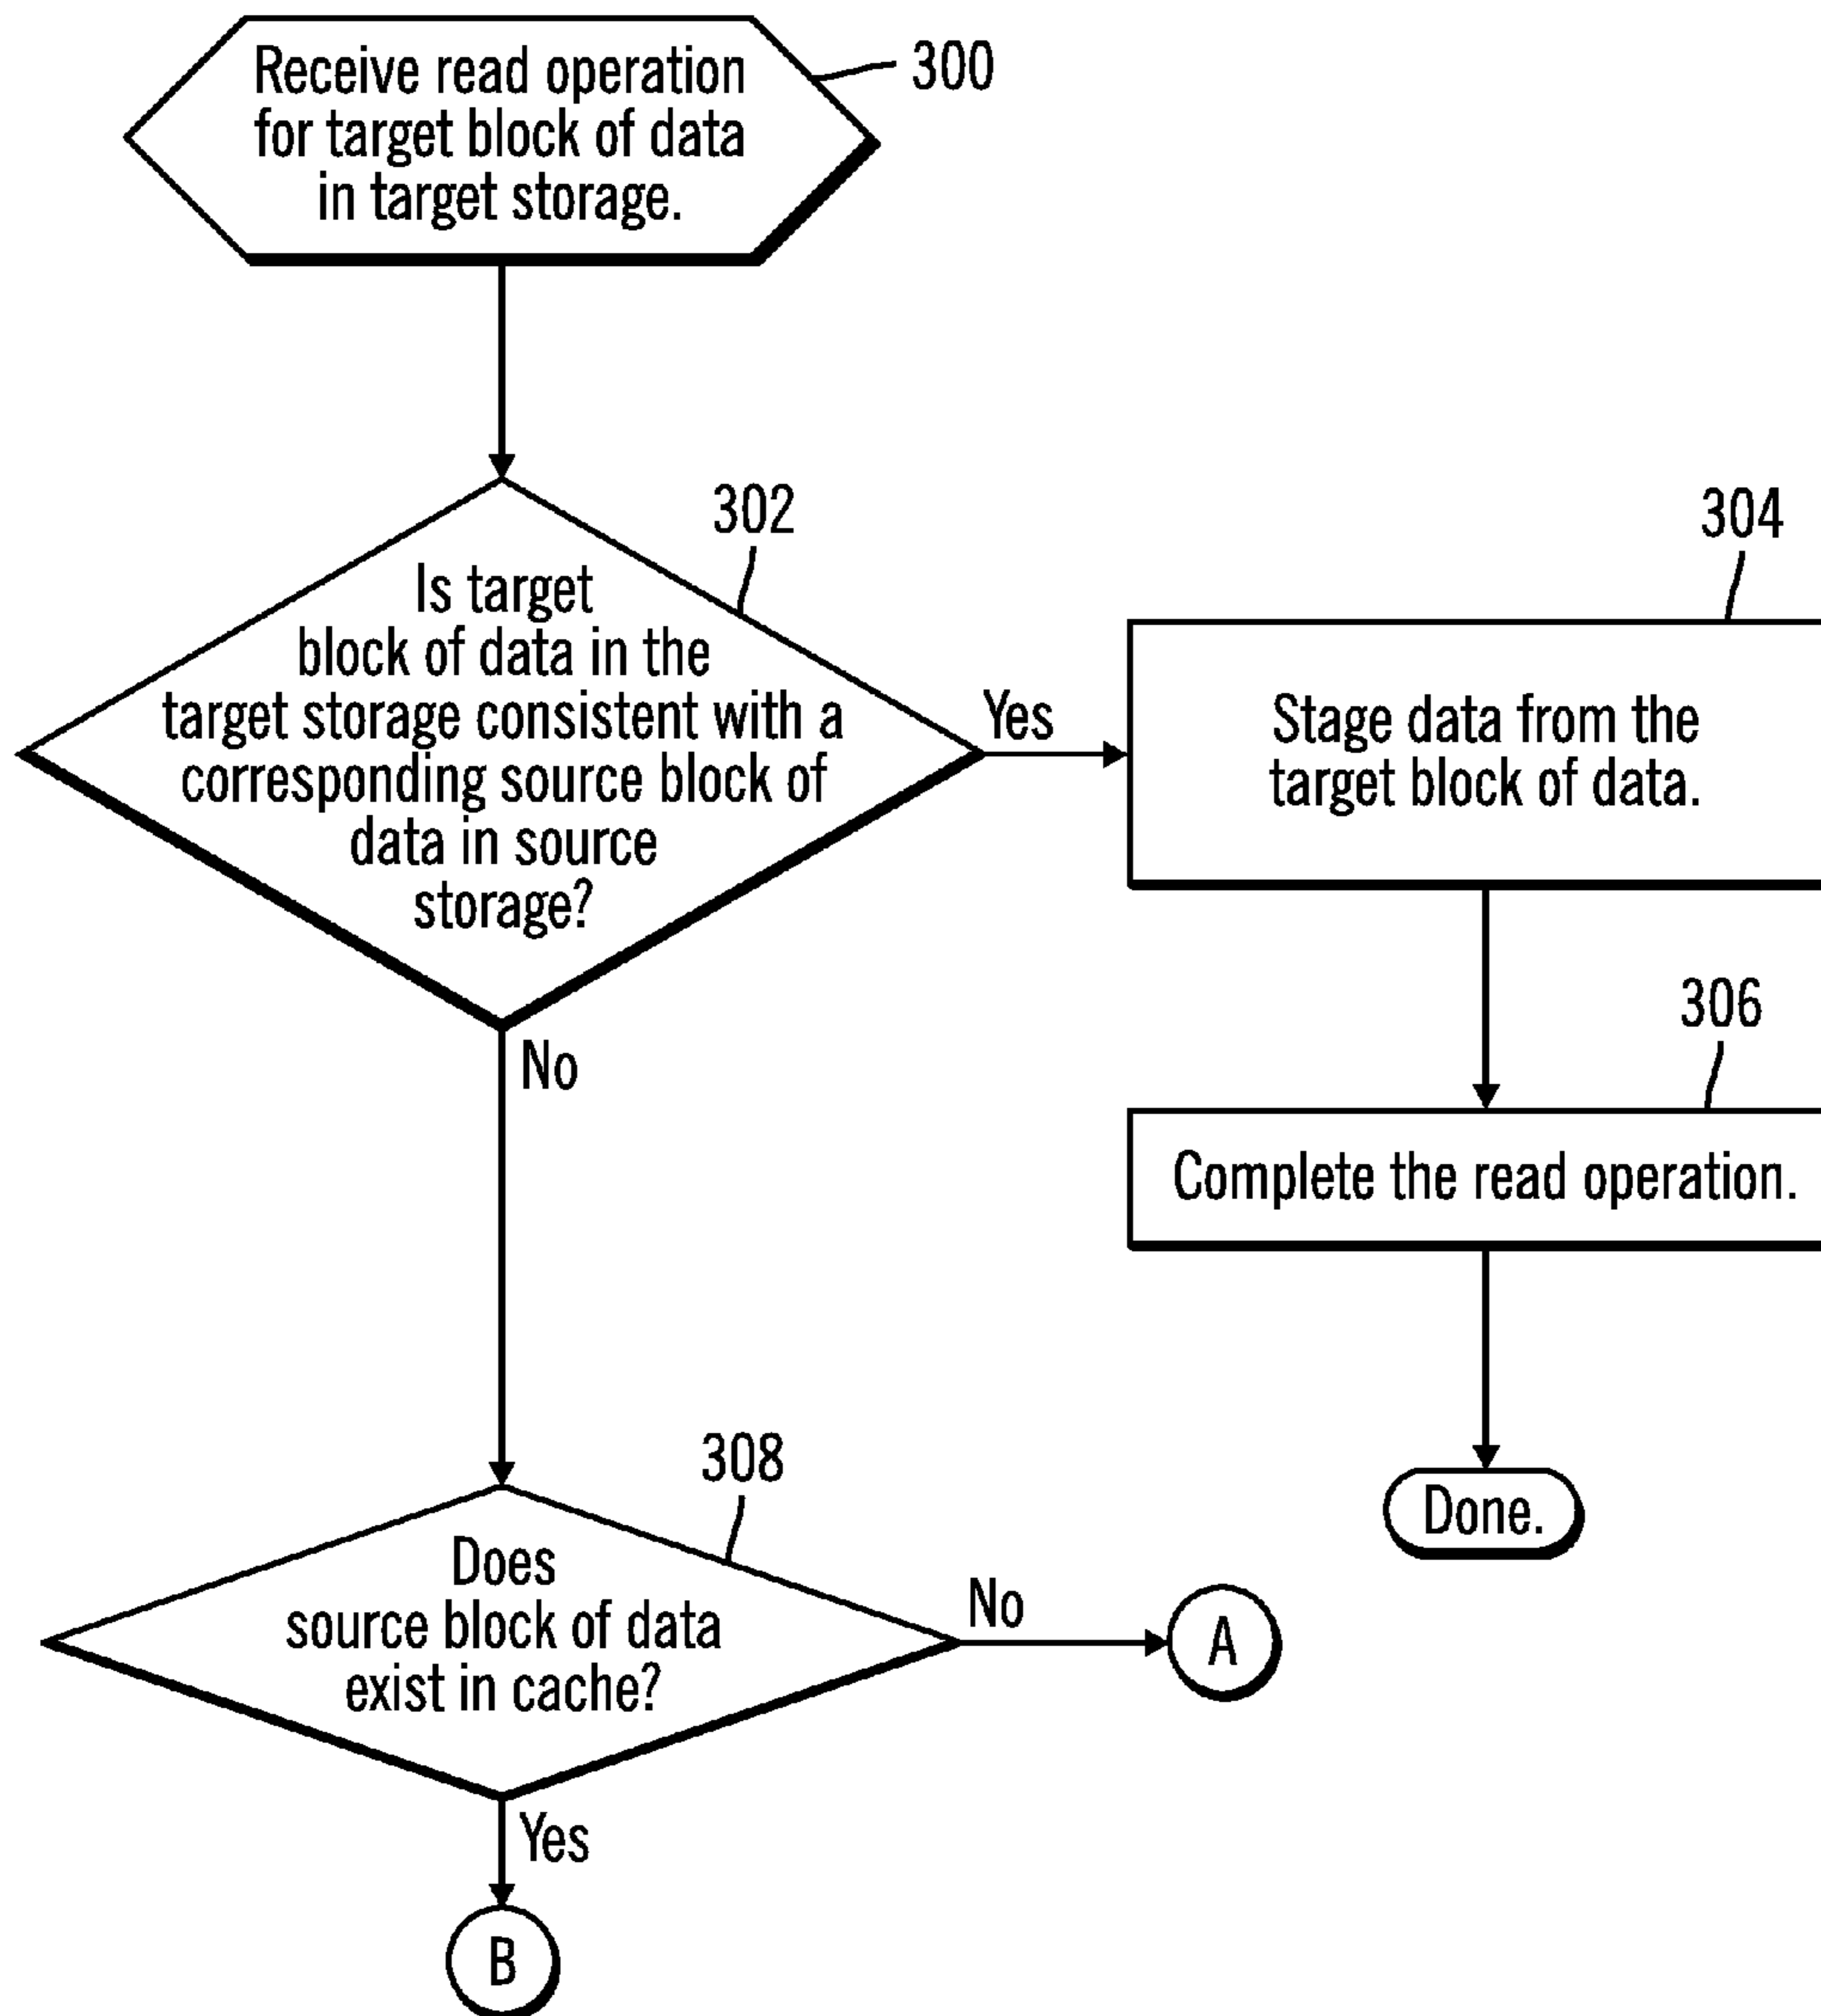 Receive read operation
for target block of data
in target storage.
300
302
Is target
block of data in the
target storage consistent with a
corresponding source block of
data in source
storage?
Yes
304
Stage data from the
target block of data.
No
306
Complete the read operation.
Done.
308
Does
source block of data
exist in cache?
No
A
Yes
B